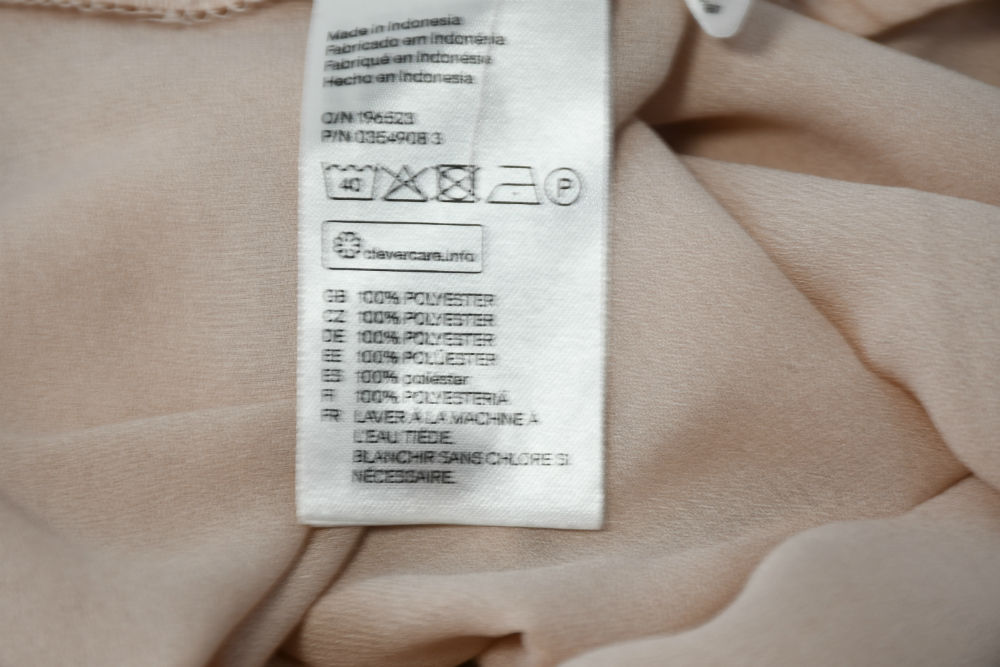 Made in Indonesia
Fabricado em Indonésia
Fabriqué en Indonésie
Hecho en Indonesia
O/N 196523
P/N 0354908 3
40 P
clevercare.info
GB 100% POLYESTER
CZ 100% POLYESTER
DE 100% POLYESTER
EE 100% POLÜESTER
ES 100% poliéster
FI 100% POLYESTERIÄ
FR LAVER A LA MACHINE À
L'EAU TIÈDE.
BLANCHIR SANS CHLORE SI
NÉCESSAIRE.